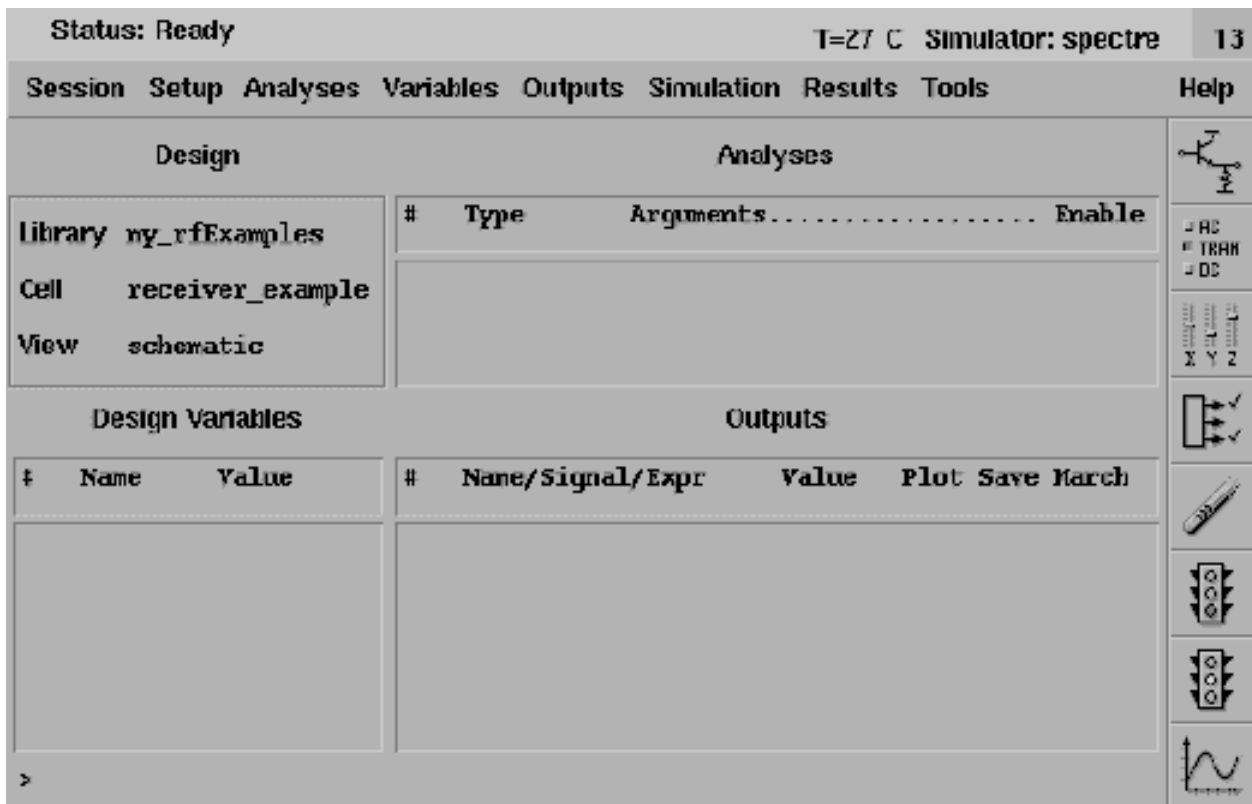 Status: Ready T=27 C Simulator: spectre 13
Session Setup Analyses Variables Outputs Simulation Results Tools Help
Design
Library my_rfExamples
Cell receiver_example
View schematic
Analyses
# Type Arguments................... Enable
Design Variables
# Name Value
Outputs
# Name/Signal/Expr Value Plot Save March
>
AC
TRAN
DC
X Y Z